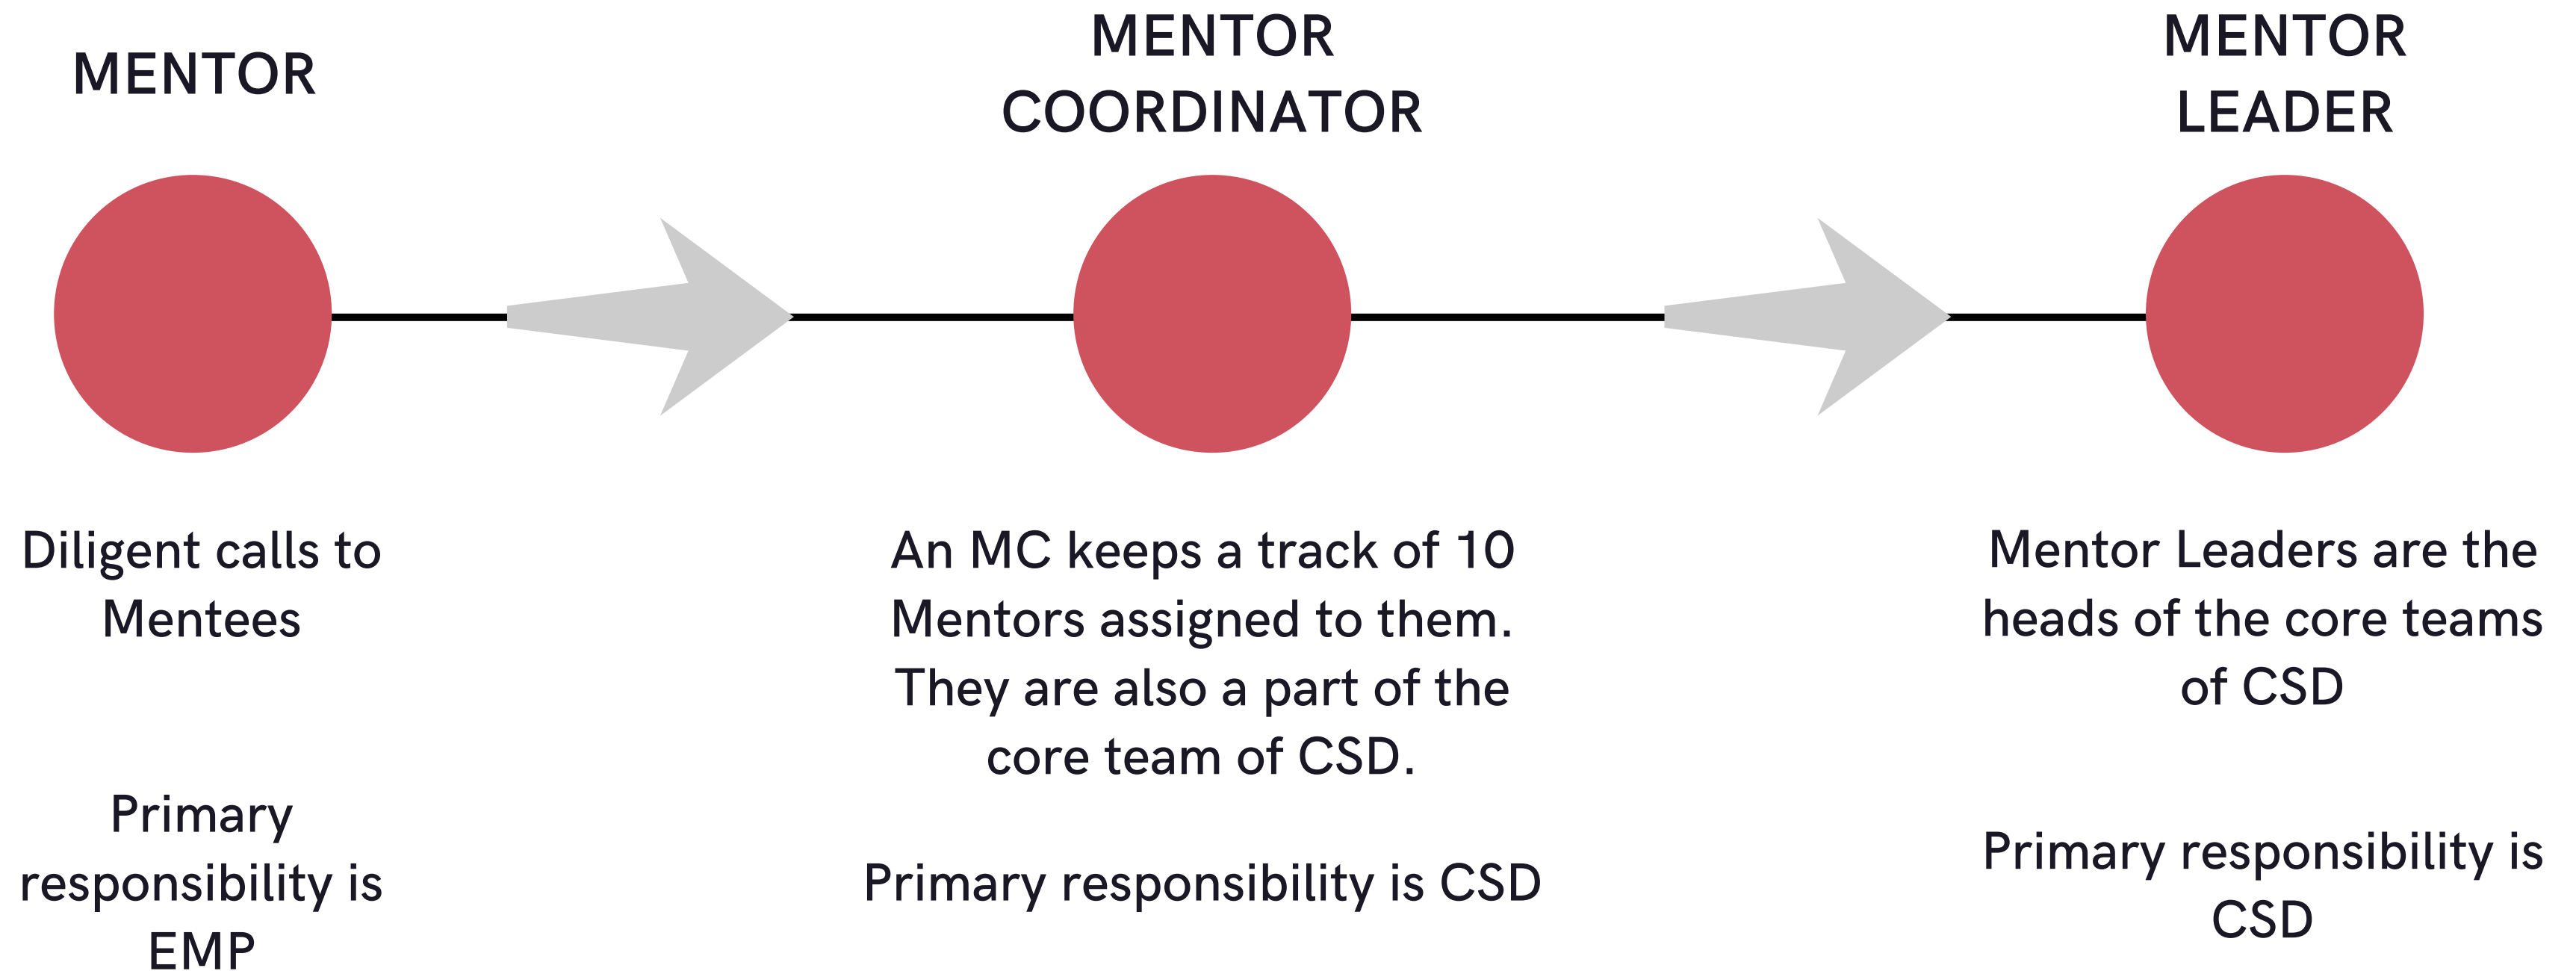 MENTOR
Diligent calls to
Mentees
Primary
responsibility is
EMP
MENTOR
COORDINATOR
An MC keeps a track of 10
Mentors assigned to them.
They are also a part of the
core team of CSD.
Primary responsibility is CSD
MENTOR
LEADER
Mentor Leaders are the
heads of the core teams
of CSD
Primary responsibility is
CSD